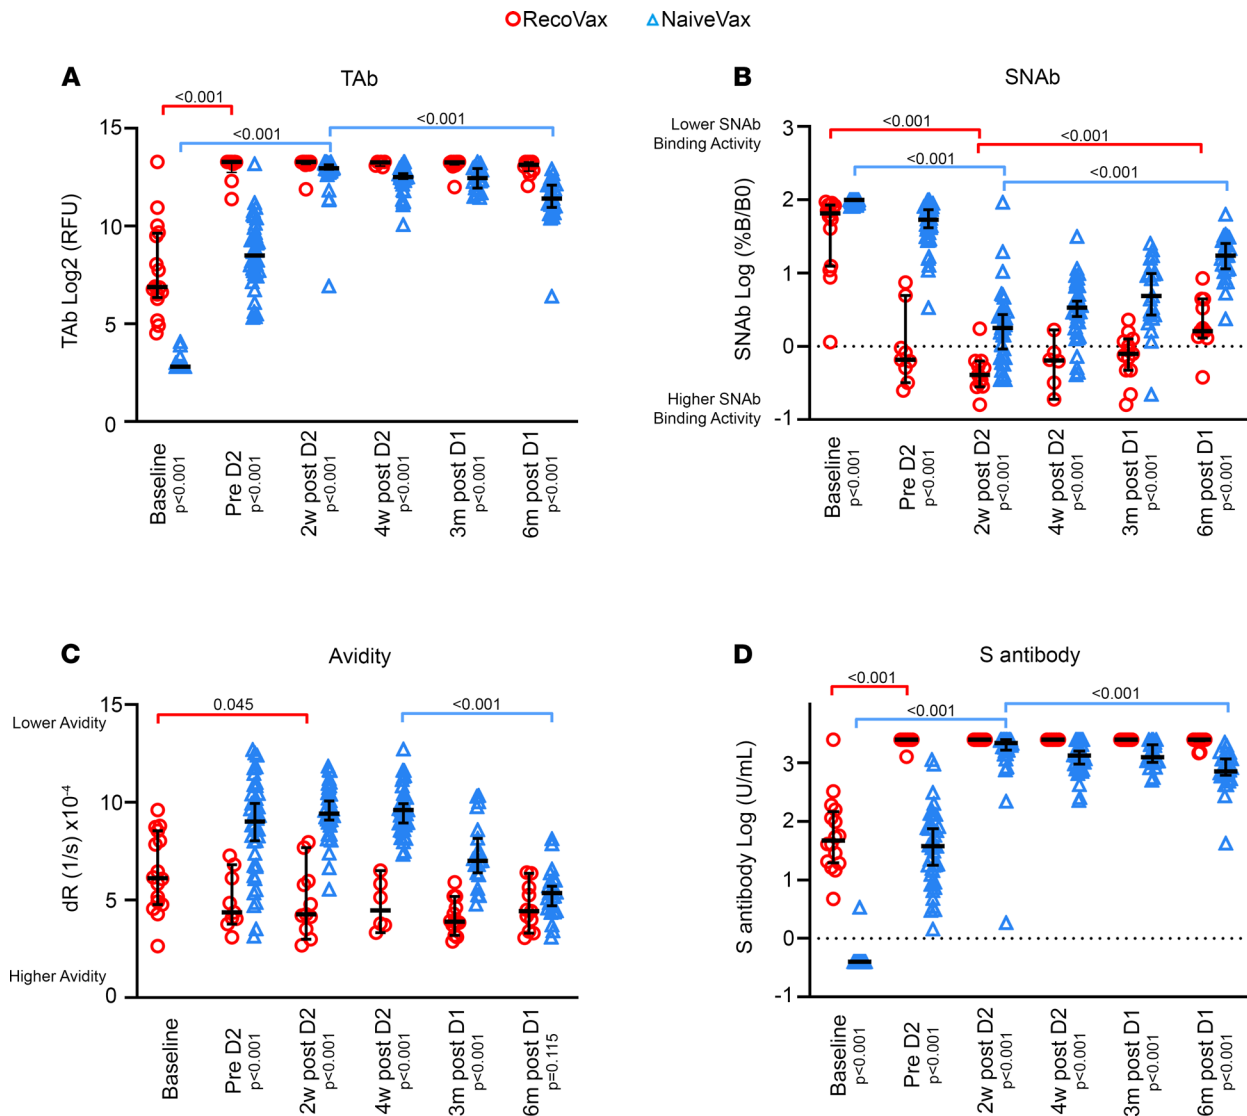 RecoVax NaiveVax
A TAb
<0.001
<0.001
<0.001
15
10
5
0
TAb Log2 (RFU)
Baseline
p<0.001
Pre D2
p<0.001
2w post D2
p<0.001
4w post D2
p<0.001
3m post D1
p<0.001
6m post D1
p<0.001
B SNAb
Lower SNAb
Binding Activity
<0.001
<0.001
<0.001
<0.001
3
2
1
0
-1
SNAb Log (%B/B0)
Higher SNAb
Binding Activity
Baseline
p<0.001
Pre D2
p<0.001
2w post D2
p<0.001
4w post D2
p<0.001
3m post D1
p<0.001
6m post D1
p<0.001
C Avidity
Lower Avidity
0.045
<0.001
15
10
5
0
dR (1/s) x10⁻⁴
Higher Avidity
Baseline
Pre D2
p<0.001
2w post D2
p<0.001
4w post D2
p<0.001
3m post D1
p<0.001
6m post D1
p=0.115
D S antibody
<0.001
<0.001
<0.001
3
2
1
0
-1
S antibody Log (U/mL)
Baseline
p<0.001
Pre D2
p<0.001
2w post D2
p<0.001
4w post D2
p<0.001
3m post D1
p<0.001
6m post D1
p<0.001